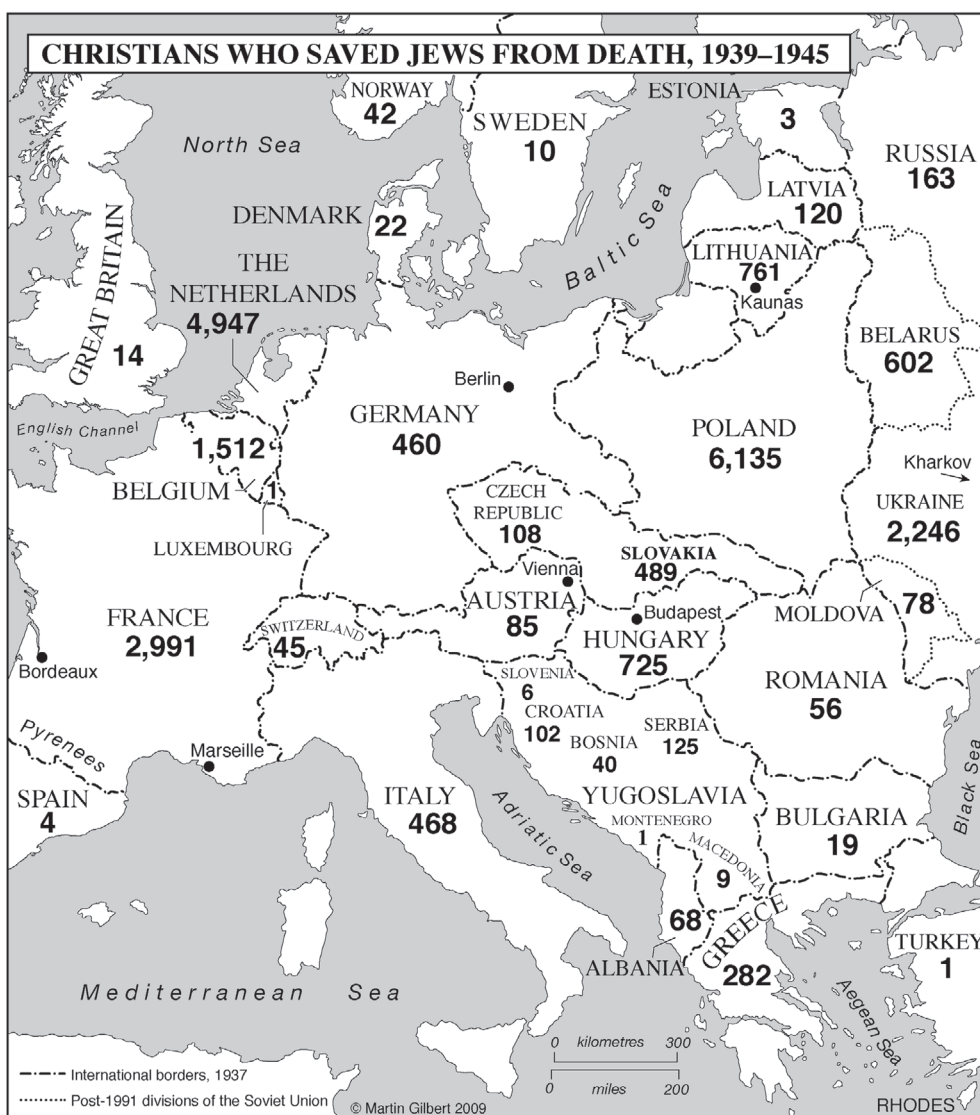 CHRISTIANS WHO SAVED JEWS FROM DEATH, 1939–1945
NORWAY
42
SWEDEN
10
ESTONIA
3
North Sea
RUSSIA
163
LATVIA
120
DENMARK
22
Baltic Sea
LITHUANIA
761
Kaunas
THE
NETHERLANDS
4,947
GREAT BRITAIN
14
BELARUS
602
Berlin
GERMANY
460
POLAND
6,135
English Channel
1,512
BELGIUM
1
LUXEMBOURG
Kharkov
UKRAINE
2,246
CZECH
REPUBLIC
108
SLOVAKIA
489
Vienna
AUSTRIA
85
Budapest
HUNGARY
725
MOLDOVA
78
FRANCE
2,991
SWITZERLAND
45
Bordeaux
SLOVENIA
6
CROATIA
102
BOSNIA
40
SERBIA
125
ROMANIA
56
Pyrenees
Marseille
SPAIN
4
ITALY
468
Adriatic Sea
YUGOSLAVIA
MONTENEGRO
1
MACEDONIA
9
BULGARIA
19
Black Sea
68
ALBANIA
GREECE
282
TURKEY
1
Mediterranean Sea
Aegean Sea
0 kilometres 300
0 miles 200
International borders, 1937
Post-1991 divisions of the Soviet Union
© Martin Gilbert 2009
RHODES